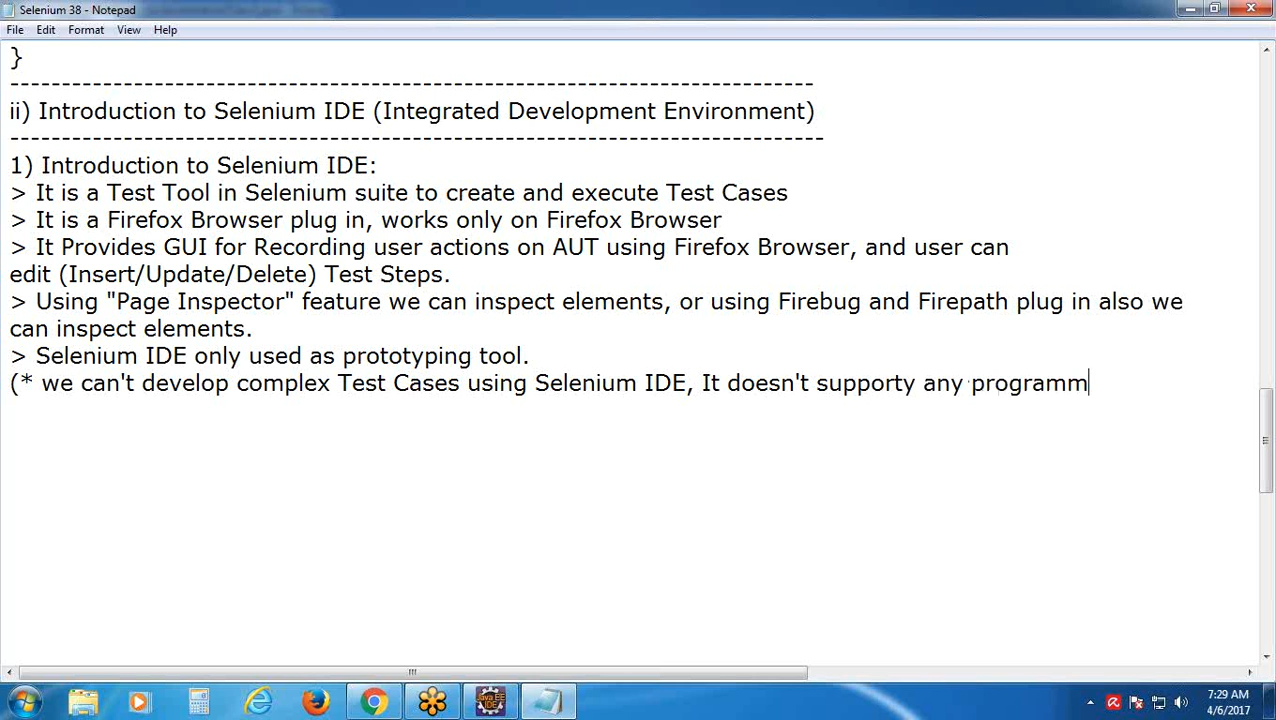 Selenium 38 - Notepad
File Edit Format View Help
}
------------------------------------------------------------------------------
ii) Introduction to Selenium IDE (Integrated Development Environment)
-------------------------------------------------------------------------------
1) Introduction to Selenium IDE:
> It is a Test Tool in Selenium suite to create and execute Test Cases
> It is a Firefox Browser plug in, works only on Firefox Browser
> It Provides GUI for Recording user actions on AUT using Firefox Browser, and user can
edit (Insert/Update/Delete) Test Steps.
> Using "Page Inspector" feature we can inspect elements, or using Firebug and Firepath plug in also we
can inspect elements.
> Selenium IDE only used as prototyping tool.
(* we can't develop complex Test Cases using Selenium IDE, It doesn't supporty any programm
Java EE
IDE
7:29 AM
4/6/2017